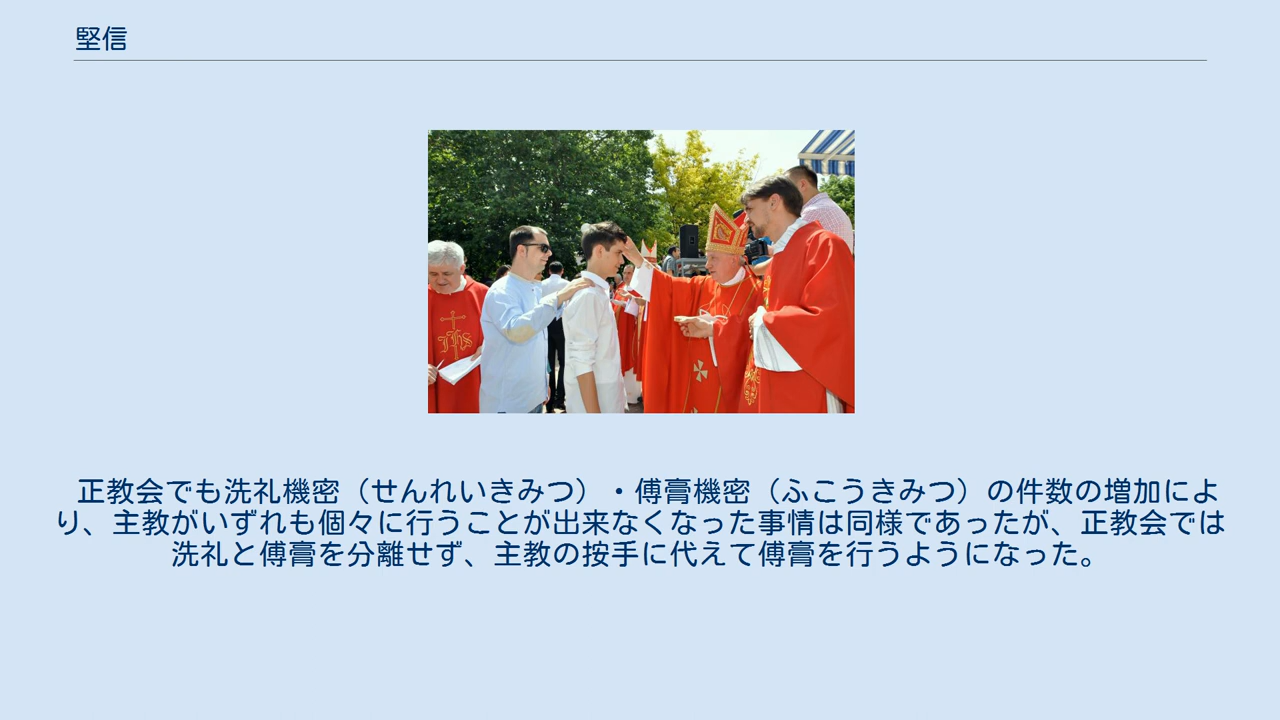 堅信
IHS
正教会でも洗礼機密（せんれいきみつ）・傅膏機密（ふこうきみつ）の件数の増加によ
り、主教がいずれも個々に行うことが出来なくなった事情は同様であったが、正教会では
洗礼と傅膏を分離せず、主教の按手に代えて傅膏を行うようになった。